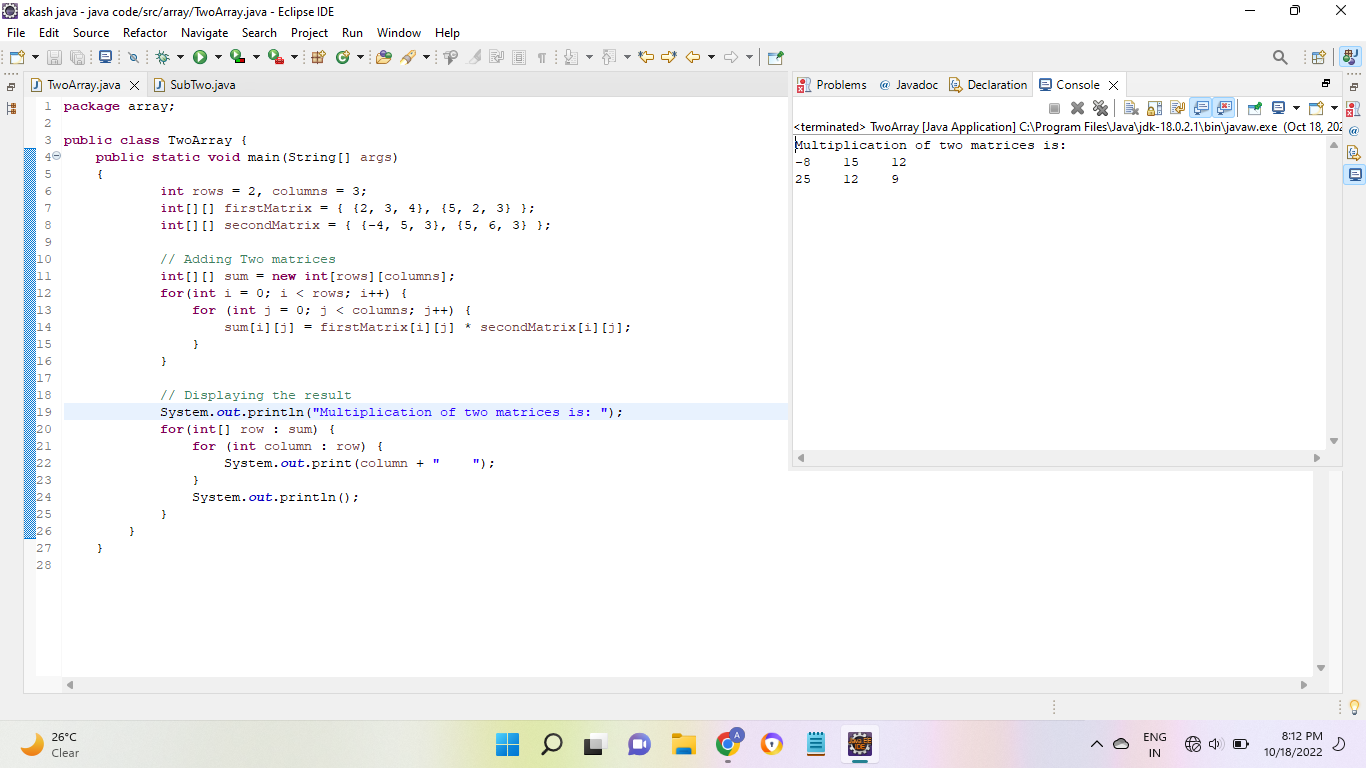 akash java - java code/src/array/TwoArray.java - Eclipse IDE
File Edit Source Refactor Navigate Search Project Run Window Help
TwoArray.java SubTwo.java
1 package array;
2
3 public class TwoArray {
4 public static void main(String[] args)
5 {
6 int rows = 2, columns = 3;
7 int[][] firstMatrix = { {2, 3, 4}, {5, 2, 3} };
8 int[][] secondMatrix = { {-4, 5, 3}, {5, 6, 3} };
9
10 // Adding Two matrices
11 int[][] sum = new int[rows][columns];
12 for(int i = 0; i < rows; i++) {
13 for (int j = 0; j < columns; j++) {
14 sum[i][j] = firstMatrix[i][j] * secondMatrix[i][j];
15 }
16 }
17
18 // Displaying the result
19 System.out.println("Multiplication of two matrices is: ");
20 for(int[] row : sum) {
21 for (int column : row) {
22 System.out.print(column + "    ");
23 }
24 System.out.println();
25 }
26 }
27 }
28
Problems @ Javadoc Declaration Console
<terminated> TwoArray [Java Application] C:\Program Files\Java\jdk-18.0.2.1\bin\javaw.exe (Oct 18, 202
Multiplication of two matrices is:
-8 15 12
25 12 9
26°C
Clear
A
ENG
IN
8:12 PM
10/18/2022